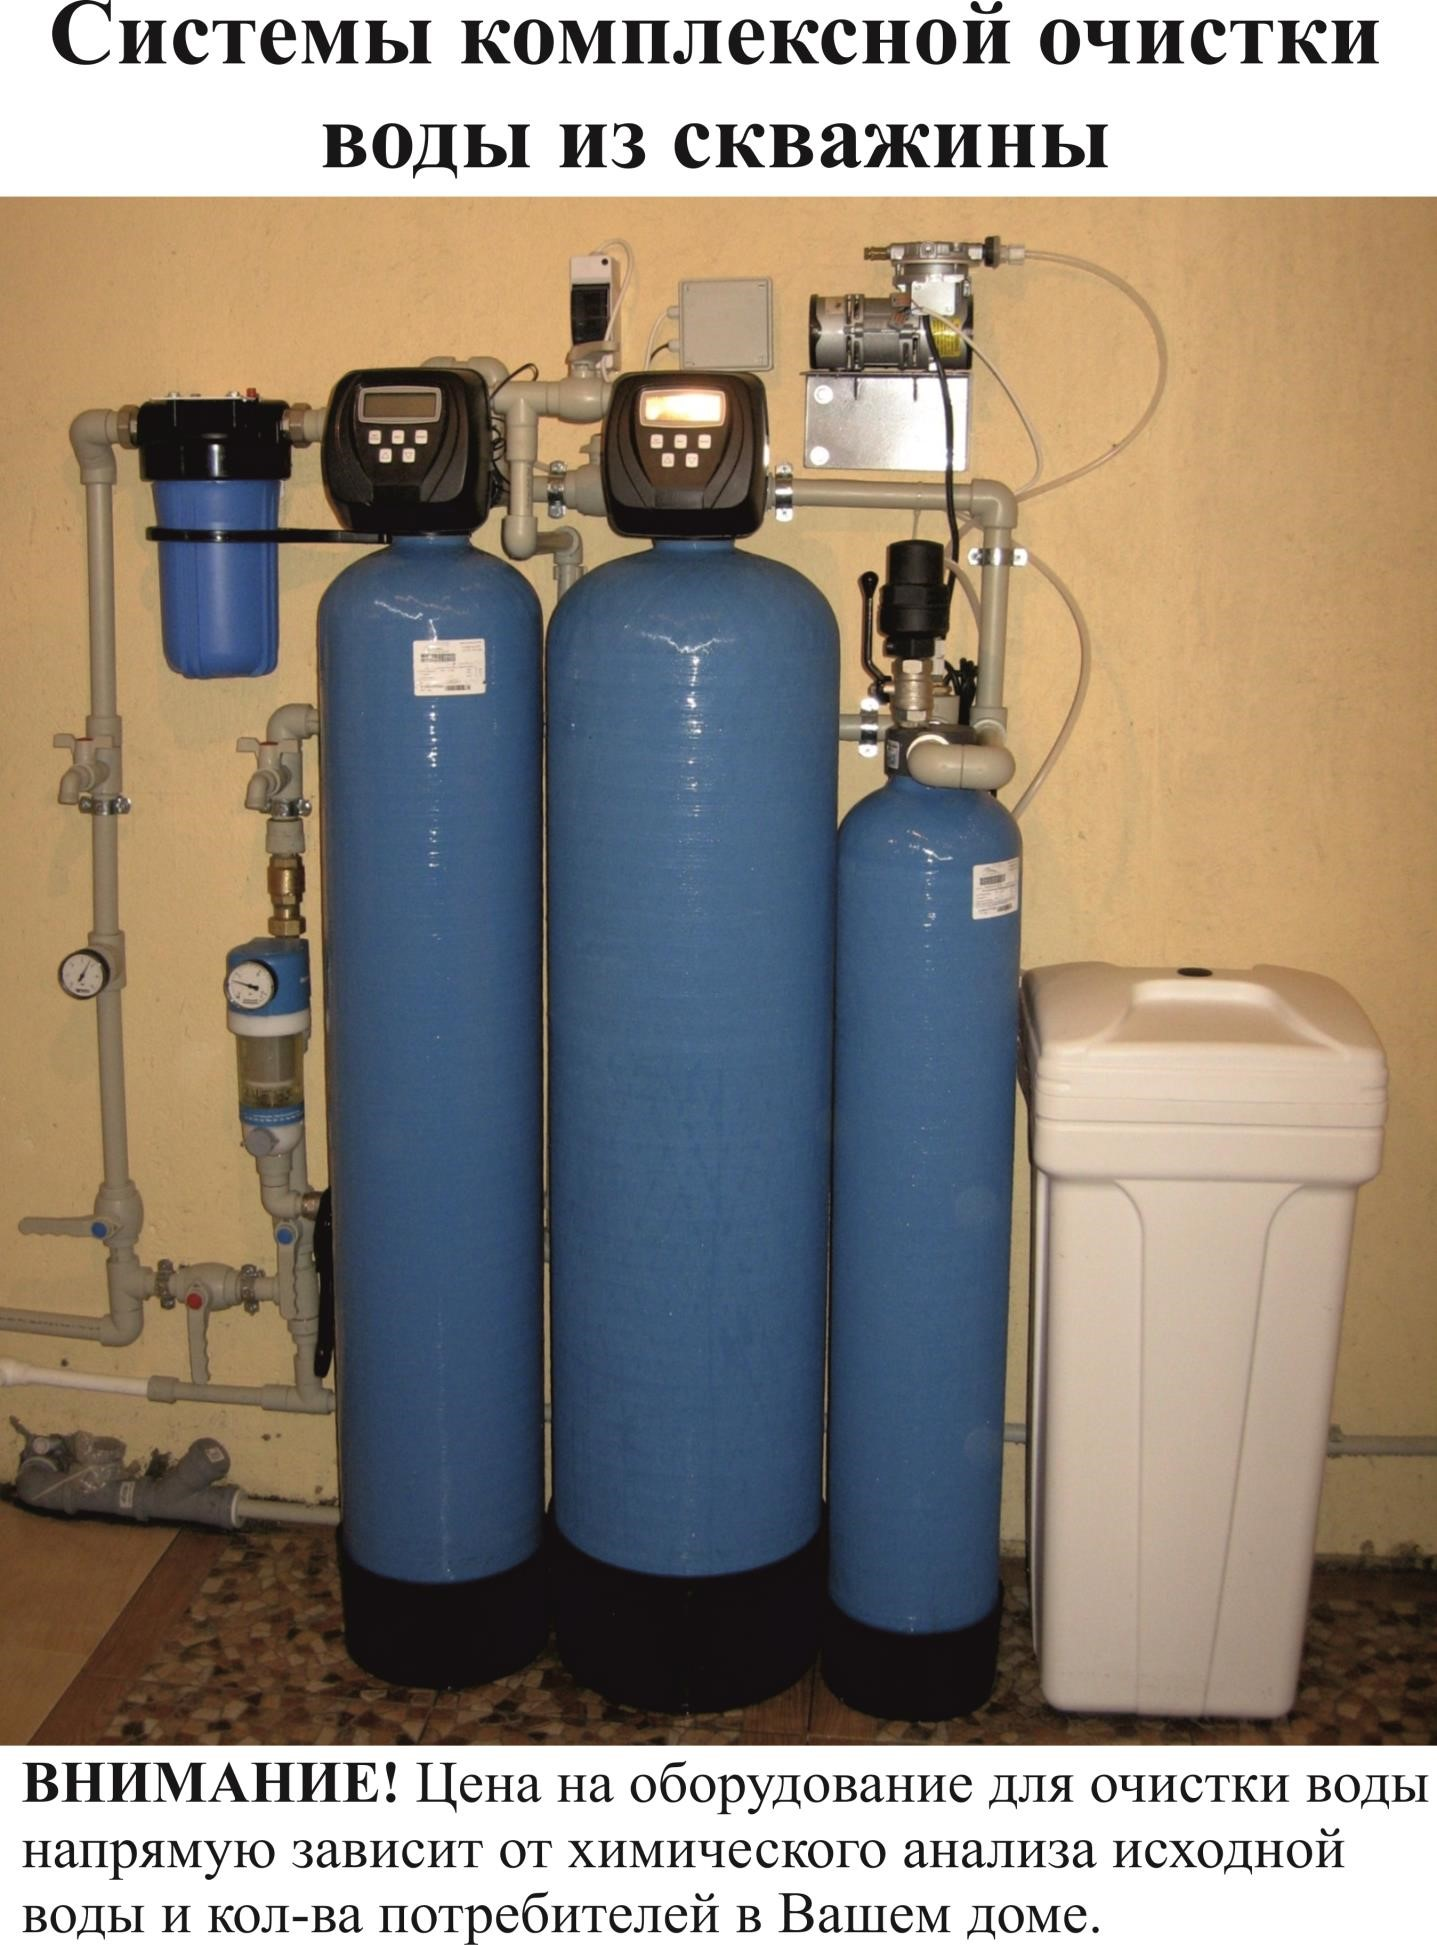 Системы комплексной очистки
воды из скважины
ВНИМАНИЕ! Цена на оборудование для очистки воды
напрямую зависит от химического анализа исходной
воды и кол-ва потребителей в Вашем доме.